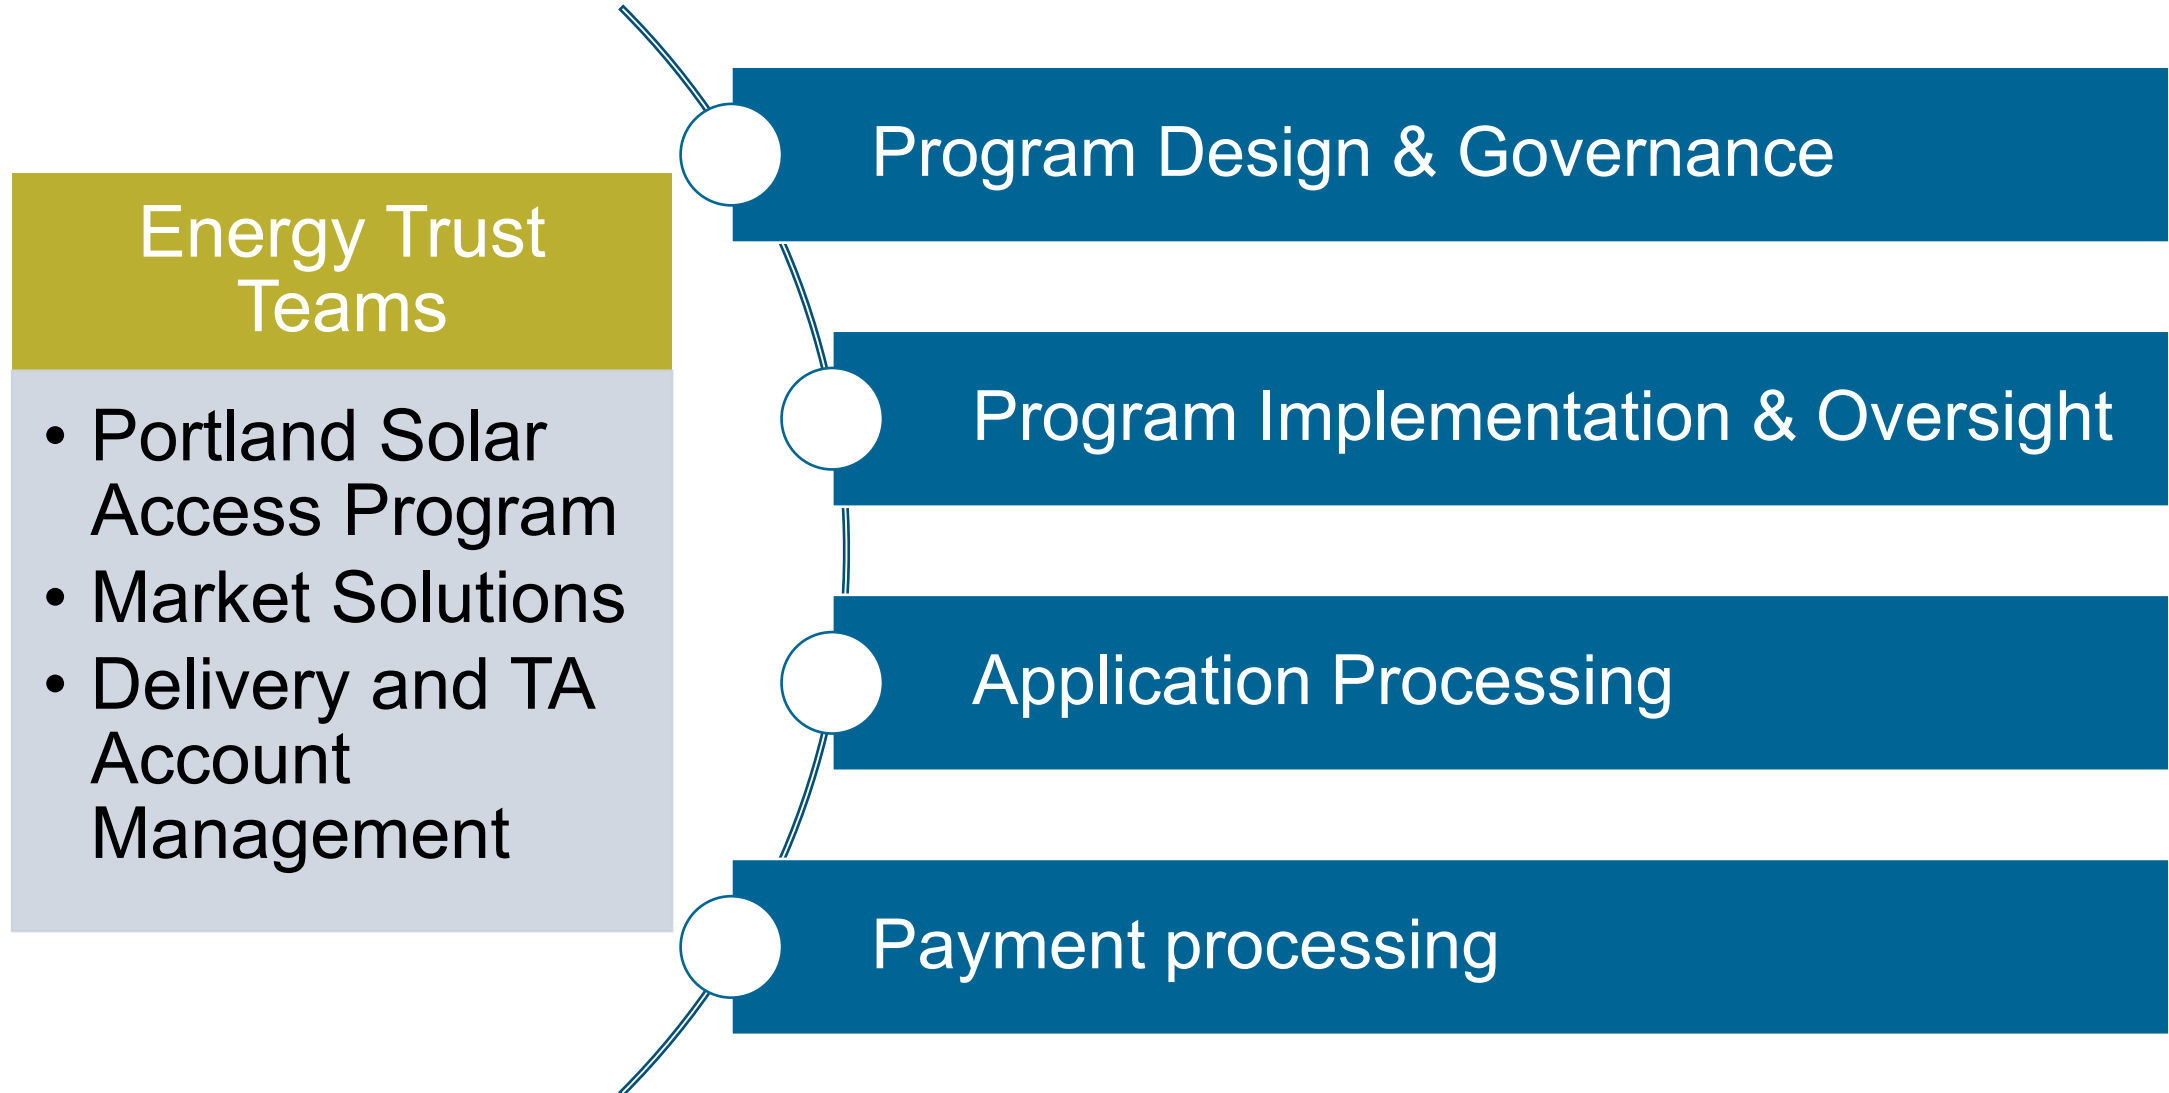 Energy Trust
Teams
• Portland Solar
Access Program
• Market Solutions
• Delivery and TA
Account
Management
Program Design & Governance
Program Implementation & Oversight
Application Processing
Payment processing